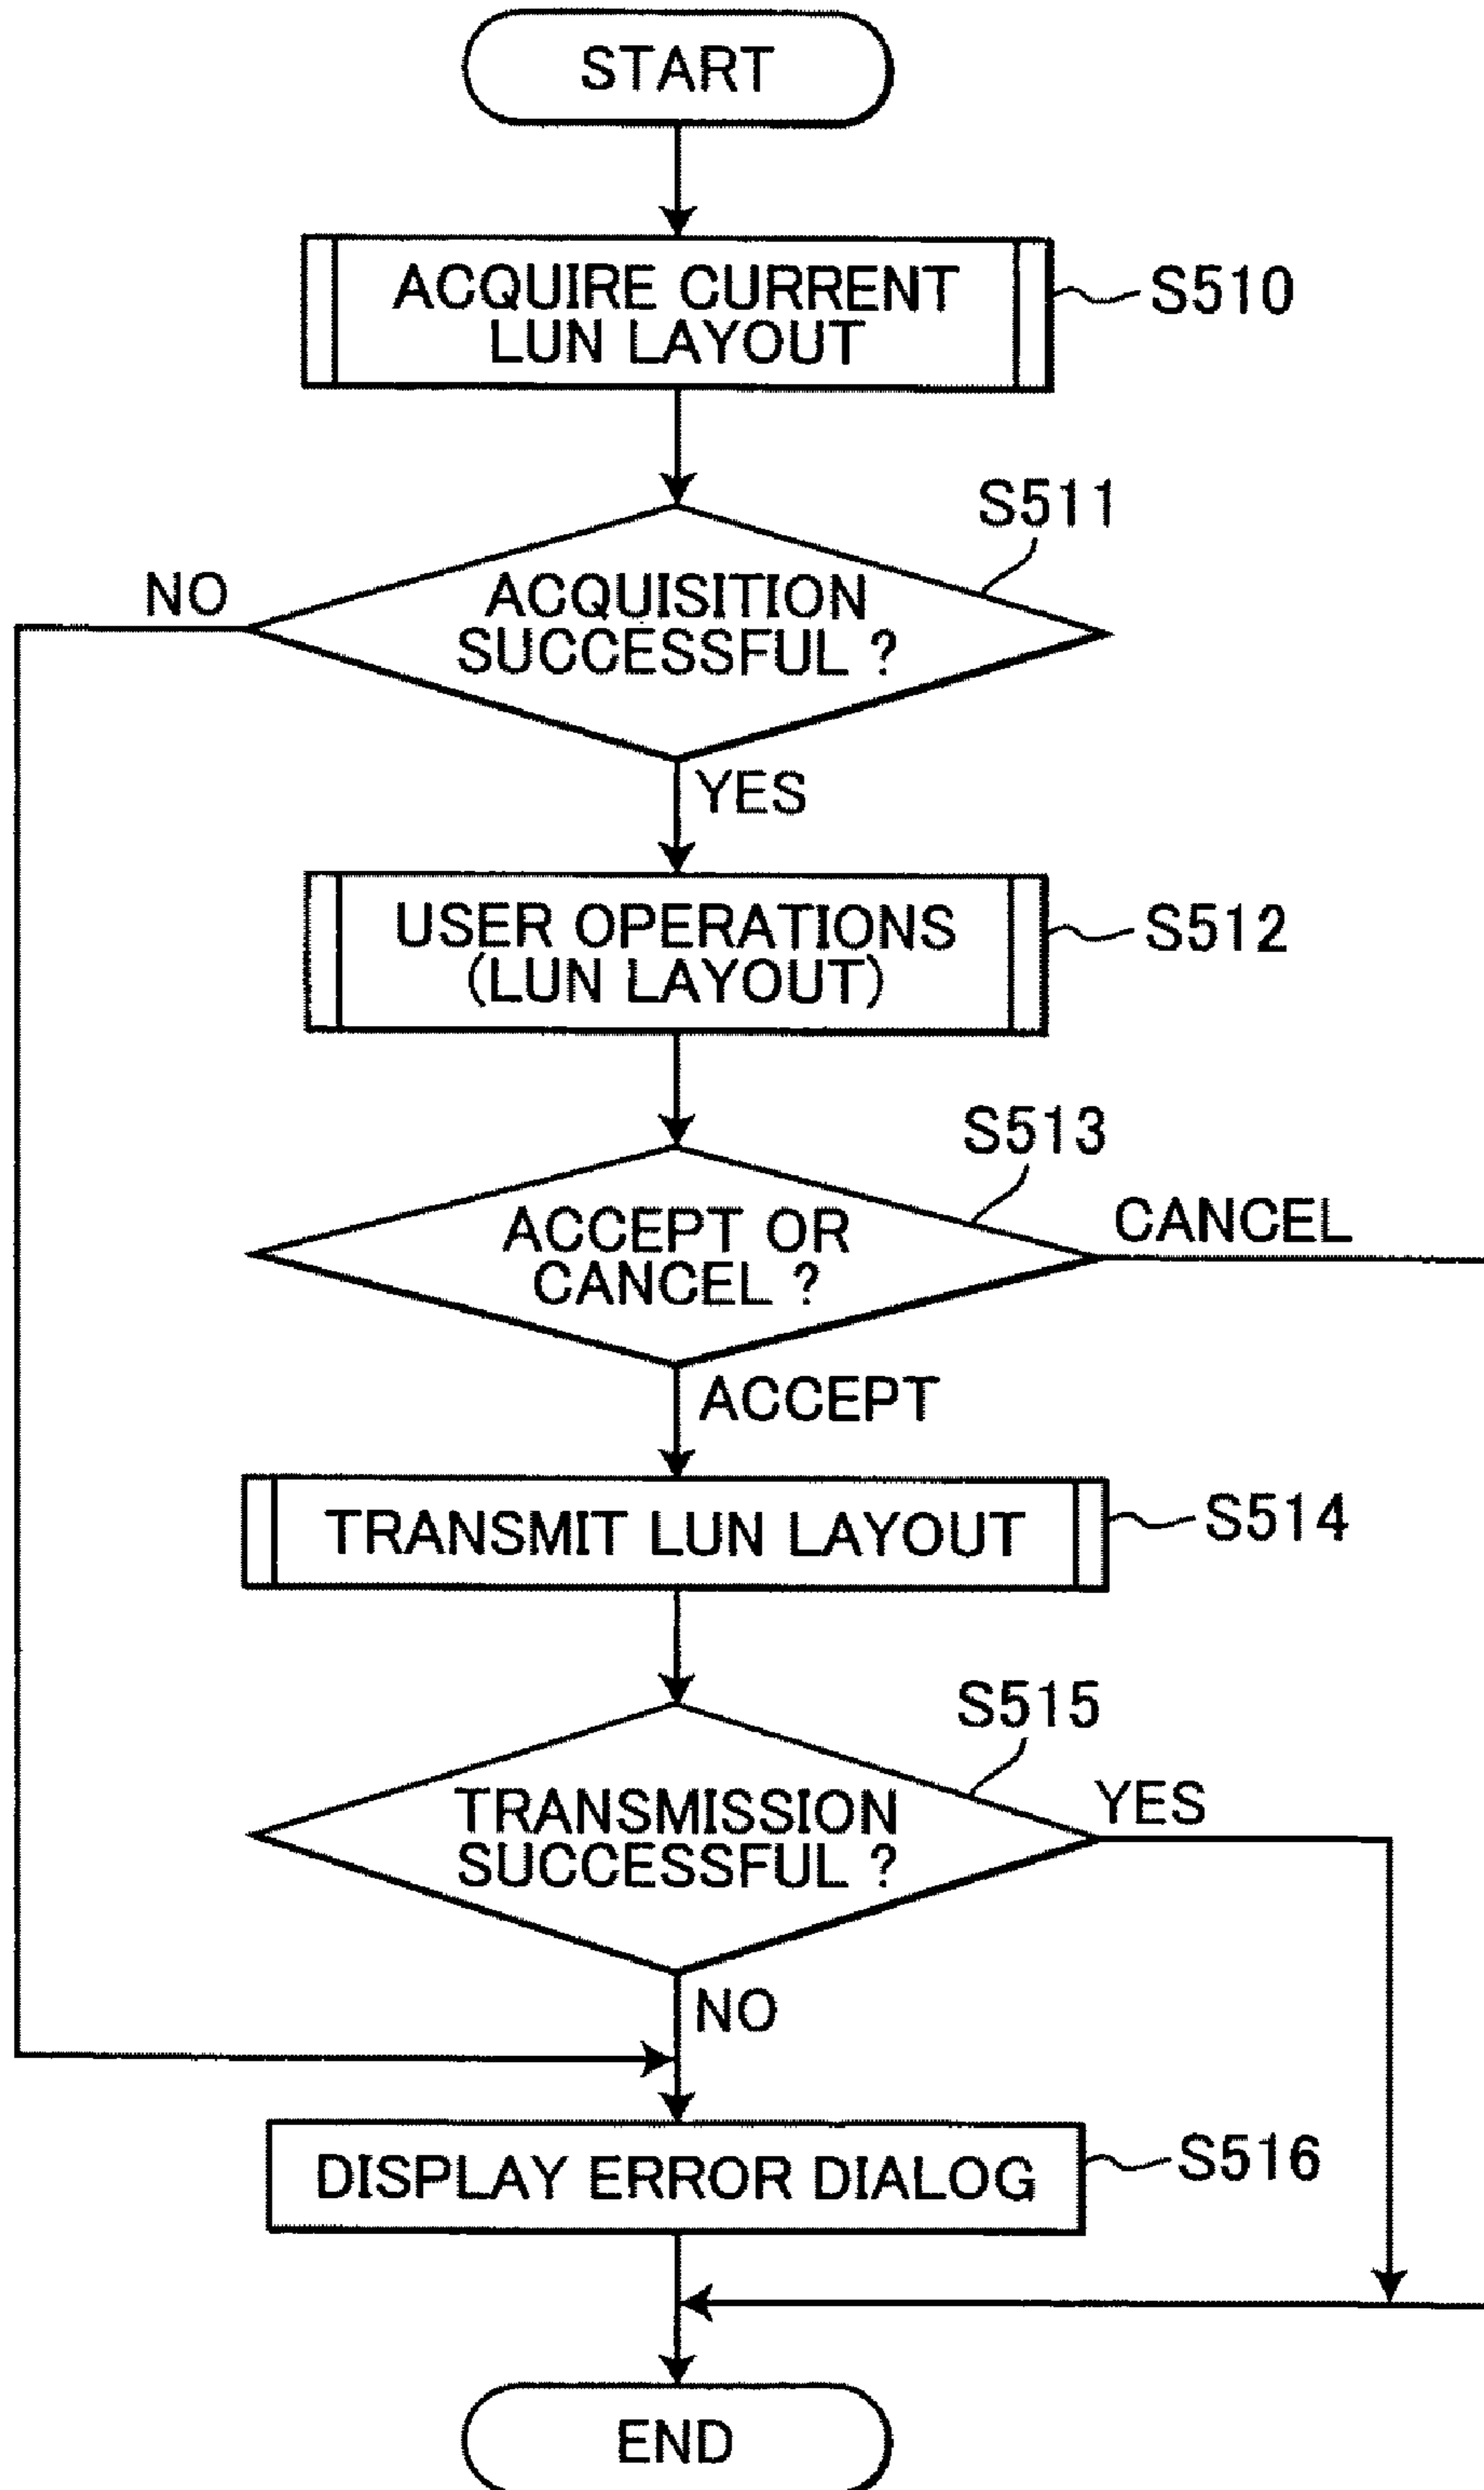 START
ACQUIRE CURRENT
LUN LAYOUT
S510
S511
NO
ACQUISITION
SUCCESSFUL ?
YES
USER OPERATIONS
(LUN LAYOUT)
S512
S513
ACCEPT OR
CANCEL ?
CANCEL
ACCEPT
TRANSMIT LUN LAYOUT
S514
S515
TRANSMISSION
SUCCESSFUL ?
YES
NO
DISPLAY ERROR DIALOG
S516
END